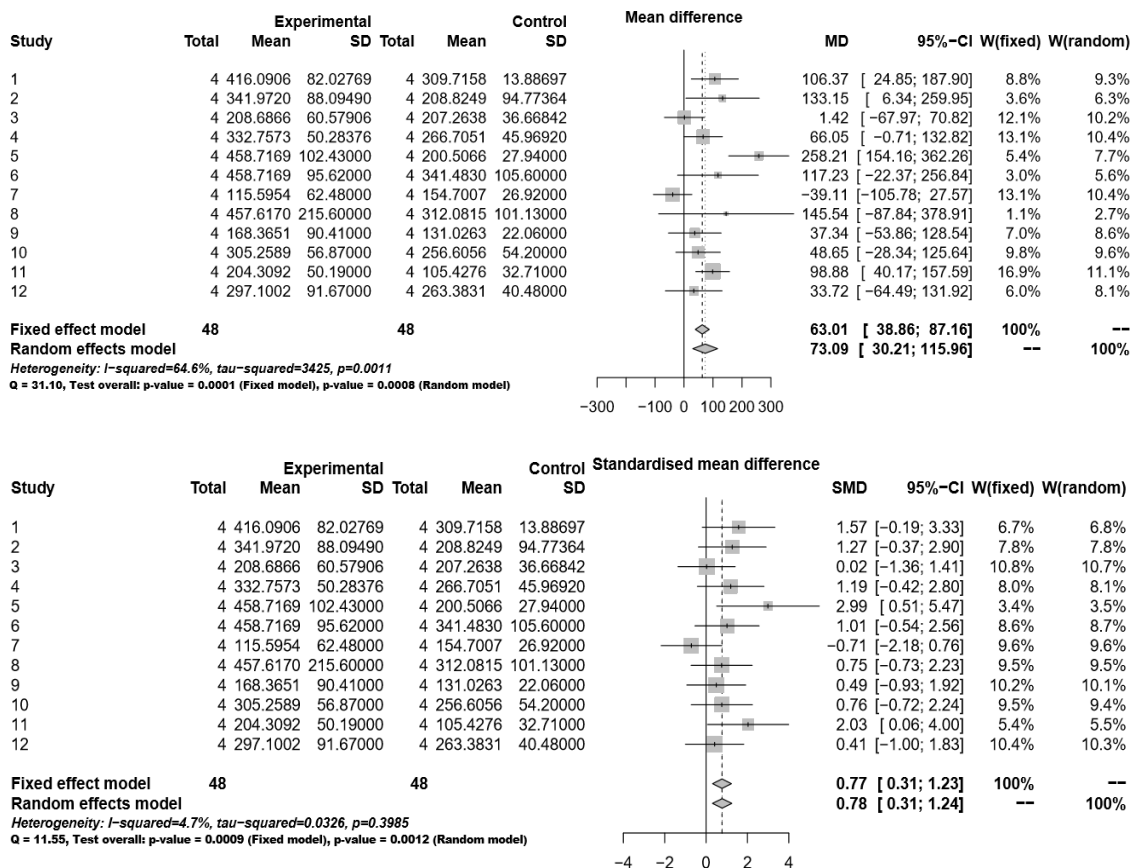 Experimental Control Mean difference
Study Total Mean SD Total Mean SD MD 95%−CI W(fixed) W(random)
1 4 416.0906 82.02769 4 309.7158 13.88697 106.37 [ 24.85; 187.90] 8.8% 9.3%
2 4 341.9720 88.09490 4 208.8249 94.77364 133.15 [ 6.34; 259.95] 3.6% 6.3%
3 4 208.6866 60.57906 4 207.2638 36.66842 1.42 [ −67.97; 70.82] 12.1% 10.2%
4 4 332.7573 50.28376 4 266.7051 45.96920 66.05 [ −0.71; 132.82] 13.1% 10.4%
5 4 458.7169 102.43000 4 200.5066 27.94000 258.21 [ 154.16; 362.26] 5.4% 7.7%
6 4 458.7169 95.62000 4 341.4830 105.60000 117.23 [ −22.37; 256.84] 3.0% 5.6%
7 4 115.5954 62.48000 4 154.7007 26.92000 −39.11 [−105.78; 27.57] 13.1% 10.4%
8 4 457.6170 215.60000 4 312.0815 101.13000 145.54 [ −87.84; 378.91] 1.1% 2.7%
9 4 168.3651 90.41000 4 131.0263 22.06000 37.34 [ −53.86; 128.54] 7.0% 8.6%
10 4 305.2589 56.87000 4 256.6056 54.20000 48.65 [ −28.34; 125.64] 9.8% 9.6%
11 4 204.3092 50.19000 4 105.4276 32.71000 98.88 [ 40.17; 157.59] 16.9% 11.1%
12 4 297.1002 91.67000 4 263.3831 40.48000 33.72 [ −64.49; 131.92] 6.0% 8.1%
Fixed effect model 48 48 63.01 [ 38.86; 87.16] 100% −−
Random effects model 73.09 [ 30.21; 115.96] −− 100%
Heterogeneity: I−squared=64.6%, tau−squared=3425, p=0.0011
Q = 31.10, Test overall: p-value = 0.0001 (Fixed model), p-value = 0.0008 (Random model)
−300 −100 0 100 200 300
Experimental Control Standardised mean difference
Study Total Mean SD Total Mean SD SMD 95%−CI W(fixed) W(random)
1 4 416.0906 82.02769 4 309.7158 13.88697 1.57 [−0.19; 3.33] 6.7% 6.8%
2 4 341.9720 88.09490 4 208.8249 94.77364 1.27 [−0.37; 2.90] 7.8% 7.8%
3 4 208.6866 60.57906 4 207.2638 36.66842 0.02 [−1.36; 1.41] 10.8% 10.7%
4 4 332.7573 50.28376 4 266.7051 45.96920 1.19 [−0.42; 2.80] 8.0% 8.1%
5 4 458.7169 102.43000 4 200.5066 27.94000 2.99 [ 0.51; 5.47] 3.4% 3.5%
6 4 458.7169 95.62000 4 341.4830 105.60000 1.01 [−0.54; 2.56] 8.6% 8.7%
7 4 115.5954 62.48000 4 154.7007 26.92000 −0.71 [−2.18; 0.76] 9.6% 9.6%
8 4 457.6170 215.60000 4 312.0815 101.13000 0.75 [−0.73; 2.23] 9.5% 9.5%
9 4 168.3651 90.41000 4 131.0263 22.06000 0.49 [−0.93; 1.92] 10.2% 10.1%
10 4 305.2589 56.87000 4 256.6056 54.20000 0.76 [−0.72; 2.24] 9.5% 9.4%
11 4 204.3092 50.19000 4 105.4276 32.71000 2.03 [ 0.06; 4.00] 5.4% 5.5%
12 4 297.1002 91.67000 4 263.3831 40.48000 0.41 [−1.00; 1.83] 10.4% 10.3%
Fixed effect model 48 48 0.77 [ 0.31; 1.23] 100% −−
Random effects model 0.78 [ 0.31; 1.24] −− 100%
Heterogeneity: I−squared=4.7%, tau−squared=0.0326, p=0.3985
Q = 11.55, Test overall: p-value = 0.0009 (Fixed model), p-value = 0.0012 (Random model)
−4 −2 0 2 4